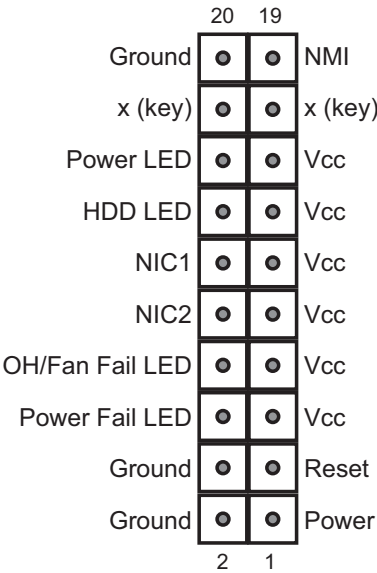 20 19
Ground NMI
x (key) x (key)
Power LED Vcc
HDD LED Vcc
NIC1 Vcc
NIC2 Vcc
OH/Fan Fail LED Vcc
Power Fail LED Vcc
Ground Reset
Ground Power
2 1